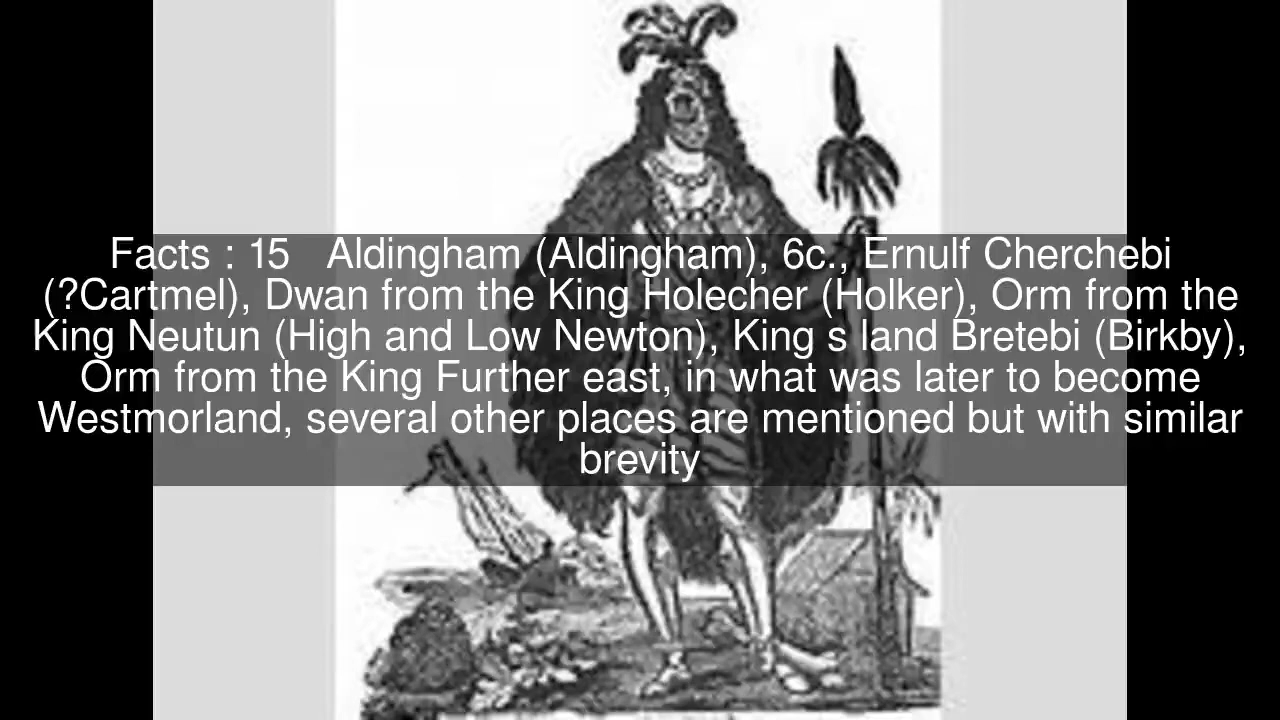 Facts : 15 Aldingham (Aldingham), 6c., Ernulf Cherchebi
(?Cartmel), Dwan from the King Holecher (Holker), Orm from the
King Neutun (High and Low Newton), King s land Bretebi (Birkby),
Orm from the King Further east, in what was later to become
Westmorland, several other places are mentioned but with similar
brevity